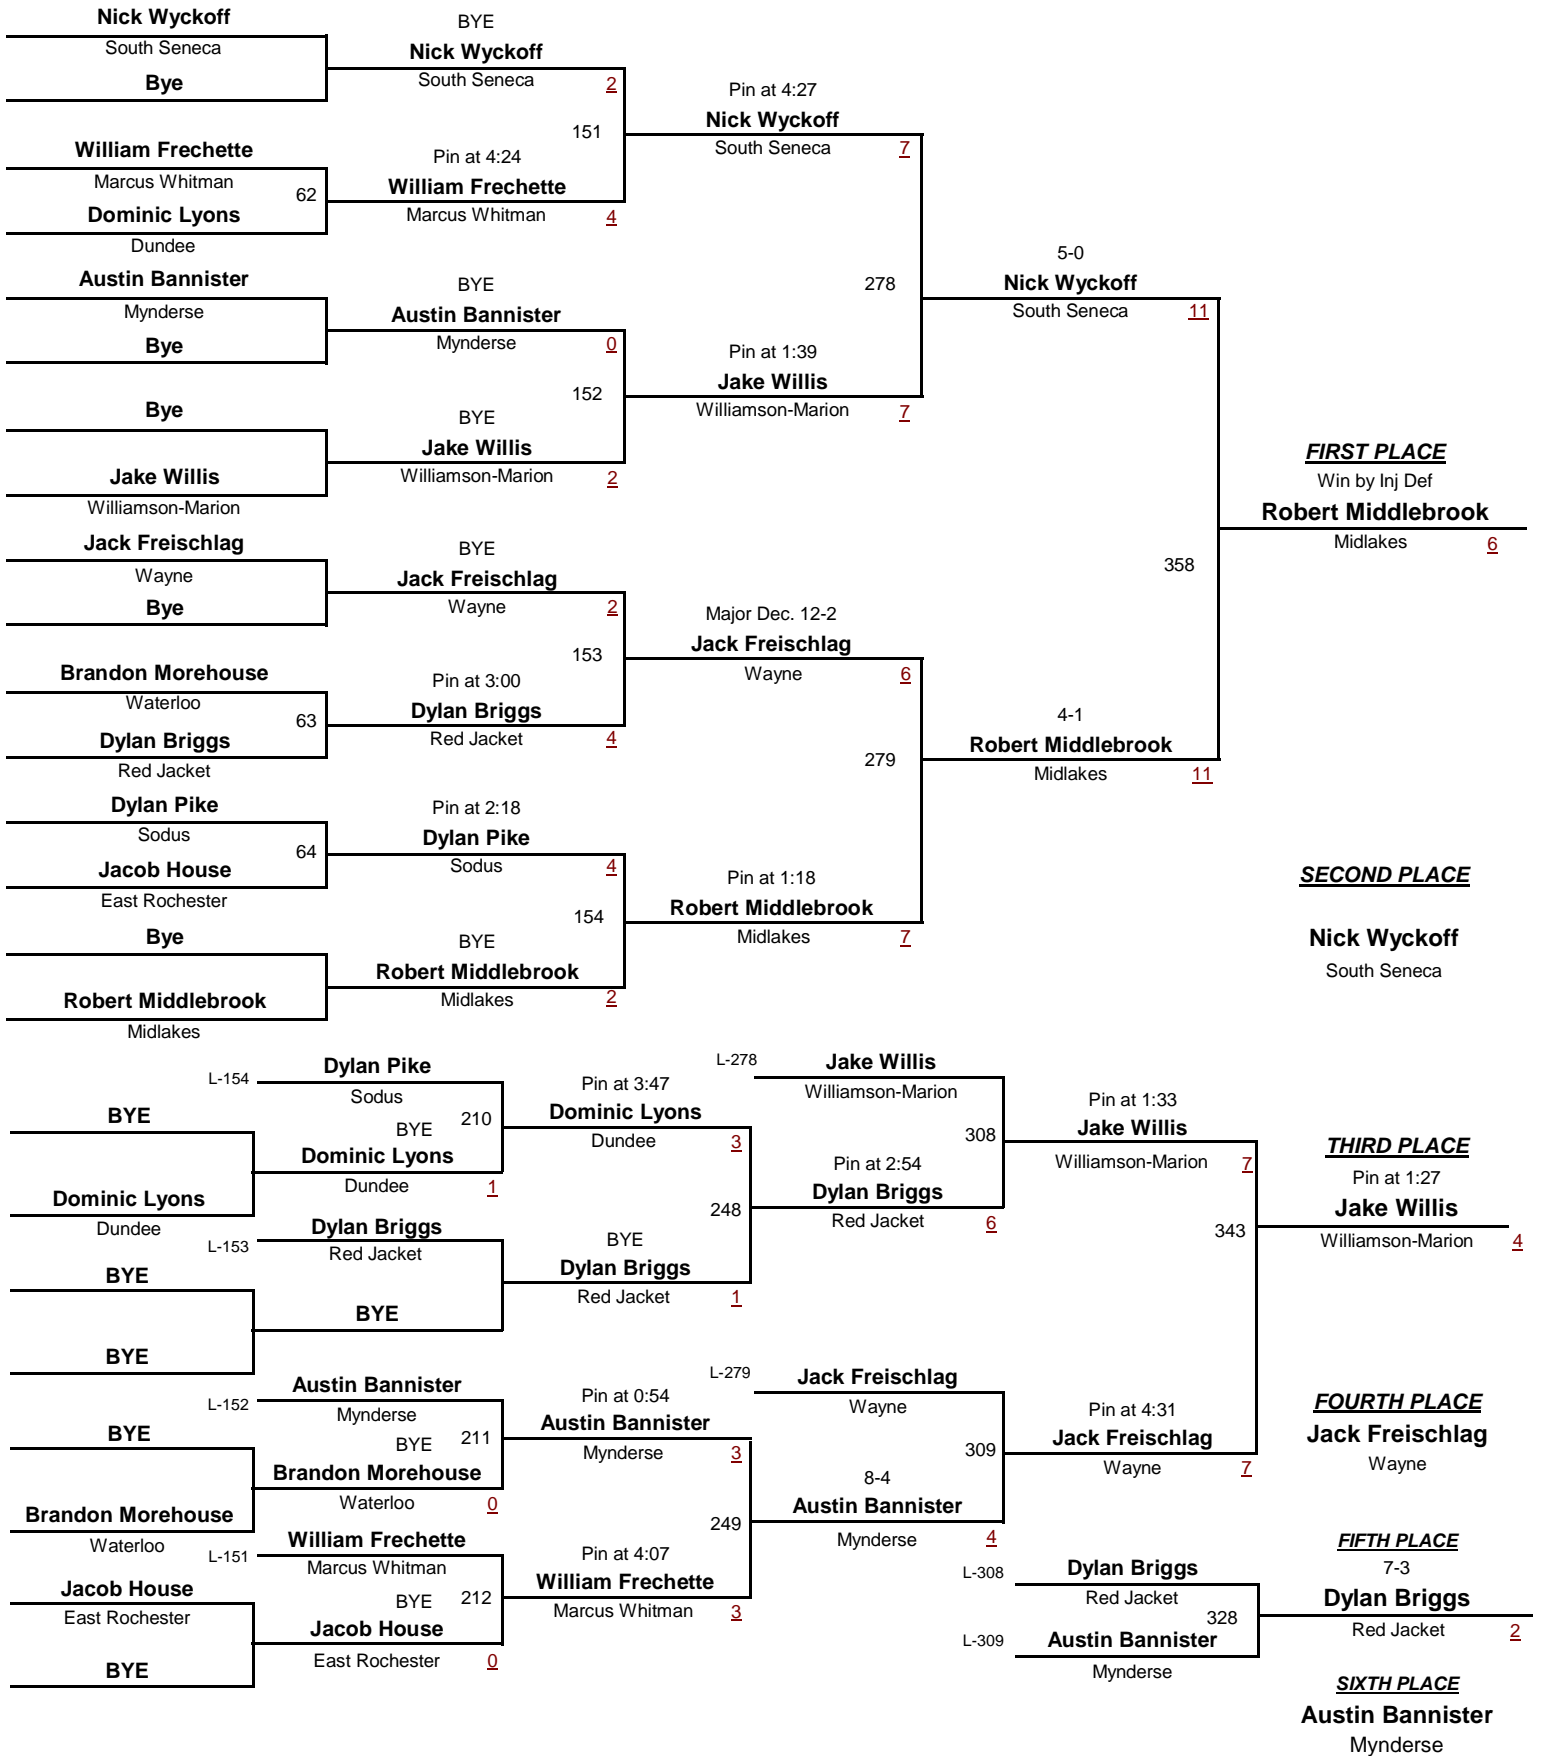 Nick Wyckoff
South Seneca
Bye
William Frechette
Marcus Whitman
62
Dominic Lyons
Dundee
Austin Bannister
Mynderse
Bye
Bye
Jake Willis
Williamson-Marion
Jack Freischlag
Wayne
Bye
Brandon Morehouse
Waterloo
63
Dylan Briggs
Red Jacket
Dylan Pike
Sodus
64
Jacob House
East Rochester
Bye
Robert Middlebrook
Midlakes
BYE
Nick Wyckoff
South Seneca 2
151
Pin at 4:24
William Frechette
Marcus Whitman 4
BYE
Austin Bannister
Mynderse 0
152
BYE
Jake Willis
Williamson-Marion 2
BYE
Jack Freischlag
Wayne 2
153
Pin at 3:00
Dylan Briggs
Red Jacket 4
Pin at 2:18
Dylan Pike
Sodus 4
154
BYE
Robert Middlebrook
Midlakes 2
Pin at 4:27
Nick Wyckoff
South Seneca 7
278
Pin at 1:39
Jake Willis
Williamson-Marion 7
Major Dec. 12-2
Jack Freischlag
Wayne 6
279
Pin at 1:18
Robert Middlebrook
Midlakes 7
5-0
Nick Wyckoff
South Seneca 11
358
4-1
Robert Middlebrook
Midlakes 11
FIRST PLACE
Win by Inj Def
Robert Middlebrook
Midlakes 6
SECOND PLACE
Nick Wyckoff
South Seneca
BYE
Dominic Lyons
Dundee
BYE
BYE
BYE
Brandon Morehouse
Waterloo
Jacob House
East Rochester
BYE
L-154 Dylan Pike
Sodus
210
BYE
Dominic Lyons
Dundee 1
L-153 Dylan Briggs
Red Jacket
BYE
L-152 Austin Bannister
Mynderse
211
BYE
Brandon Morehouse
Waterloo 0
L-151 William Frechette
Marcus Whitman
212
BYE
Jacob House
East Rochester 0
Pin at 3:47
Dominic Lyons
Dundee 3
248
BYE
Dylan Briggs
Red Jacket 1
Pin at 0:54
Austin Bannister
Mynderse 3
249
Pin at 4:07
William Frechette
Marcus Whitman 3
L-278 Jake Willis
Williamson-Marion
308
Pin at 2:54
Dylan Briggs
Red Jacket 6
L-279 Jack Freischlag
Wayne
309
8-4
Austin Bannister
Mynderse 4
Pin at 1:33
Jake Willis
Williamson-Marion 7
343
Pin at 4:31
Jack Freischlag
Wayne 7
L-308 Dylan Briggs
Red Jacket
328
L-309 Austin Bannister
Mynderse
THIRD PLACE
Pin at 1:27
Jake Willis
Williamson-Marion 4
FOURTH PLACE
Jack Freischlag
Wayne
FIFTH PLACE
7-3
Dylan Briggs
Red Jacket 2
SIXTH PLACE
Austin Bannister
Mynderse